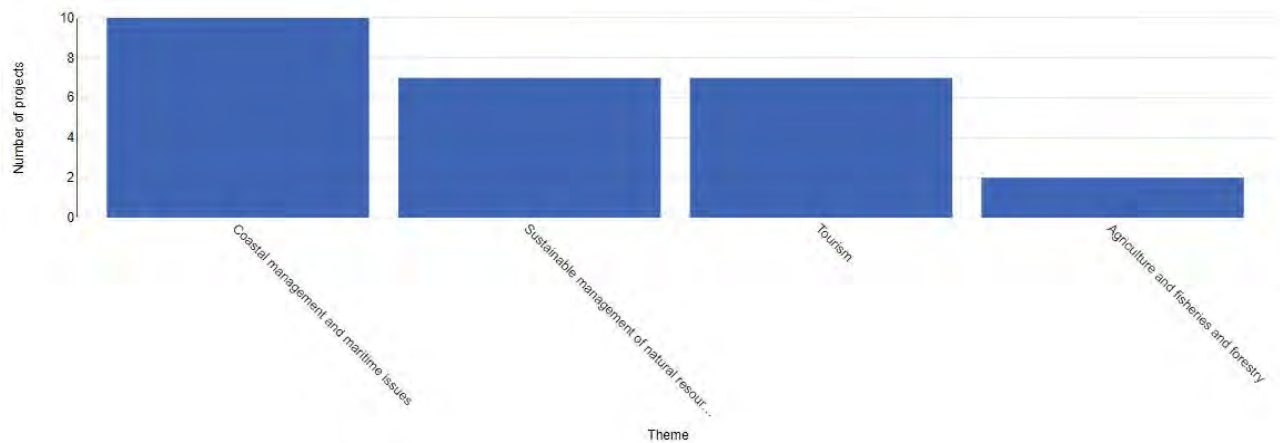 Number of projects
10
8
6
4
2
0
Coastal management and maritime issues
Sustainable management of natural resour...
Tourism
Agriculture and fisheries and forestry
Theme